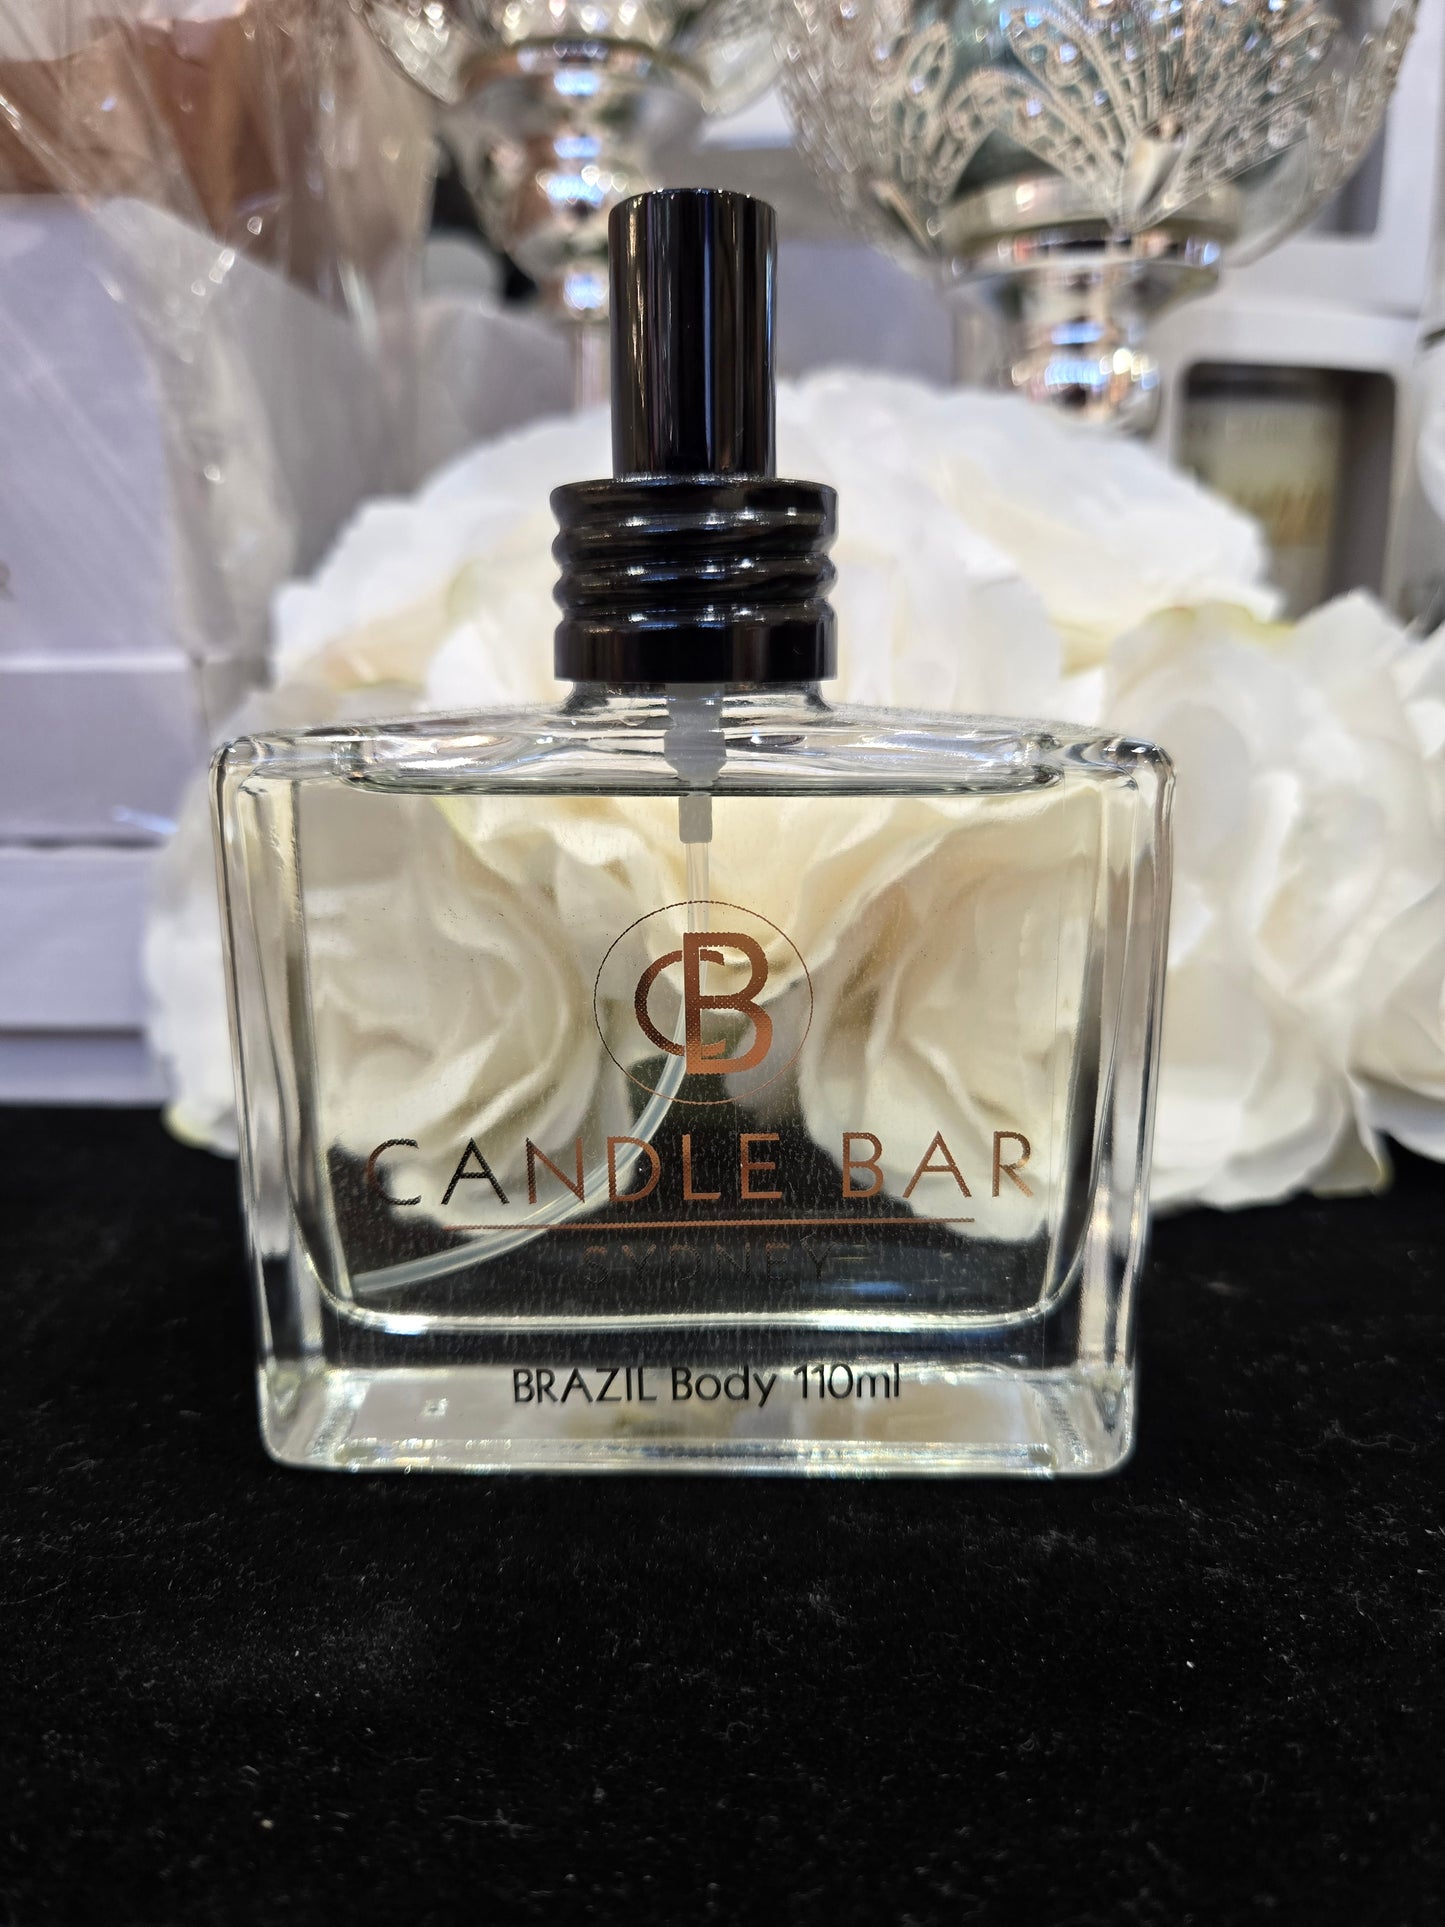 CB
CANDLE BAR
SYDNEY
BRAZIL Body 110ml